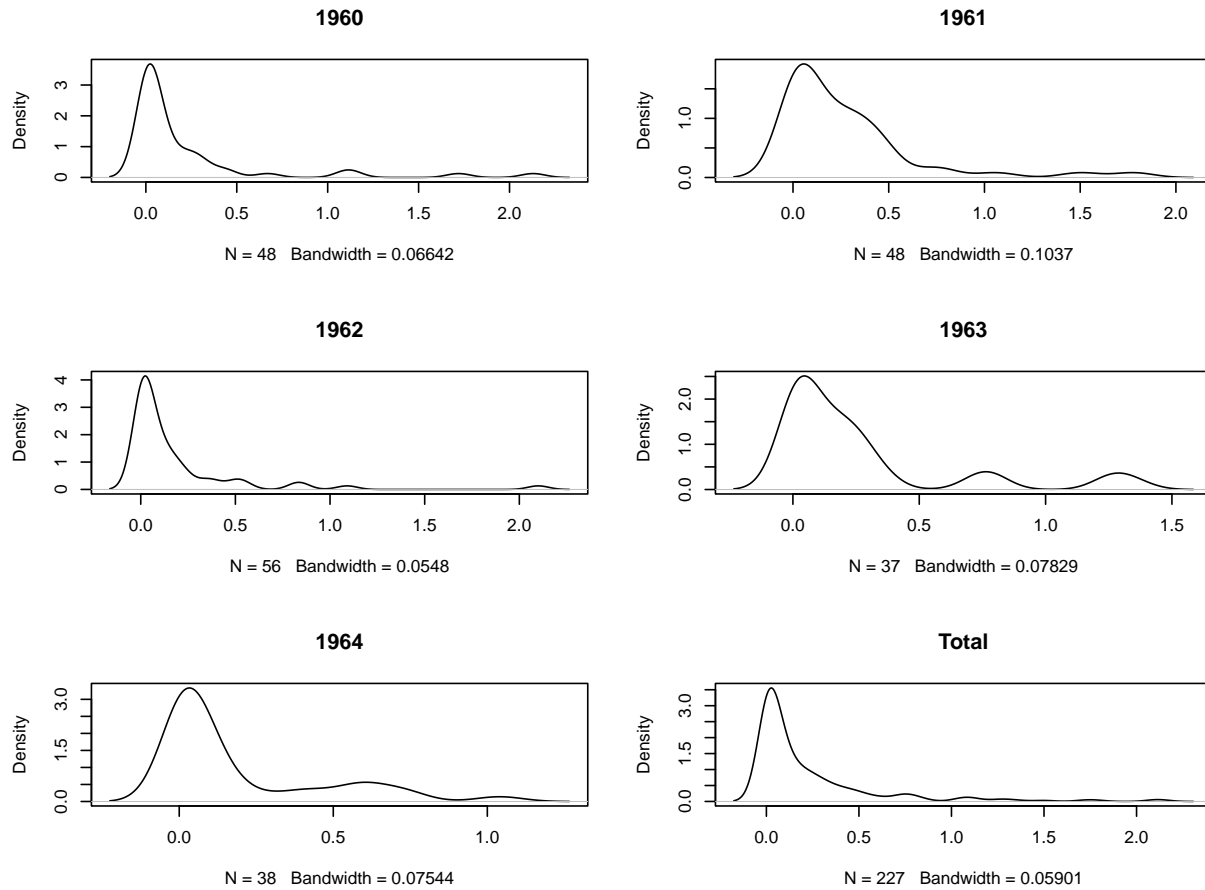 1960
Density
0 1 2 3
0.0 0.5 1.0 1.5 2.0
N = 48 Bandwidth = 0.06642
1961
Density
0.0 1.0
0.0 0.5 1.0 1.5 2.0
N = 48 Bandwidth = 0.1037
1962
Density
0 1 2 3 4
0.0 0.5 1.0 1.5 2.0
N = 56 Bandwidth = 0.0548
1963
Density
0.0 1.0 2.0
0.0 0.5 1.0 1.5
N = 37 Bandwidth = 0.07829
1964
Density
0.0 1.5 3.0
0.0 0.5 1.0
N = 38 Bandwidth = 0.07544
Total
Density
0.0 1.5 3.0
0.0 0.5 1.0 1.5 2.0
N = 227 Bandwidth = 0.05901